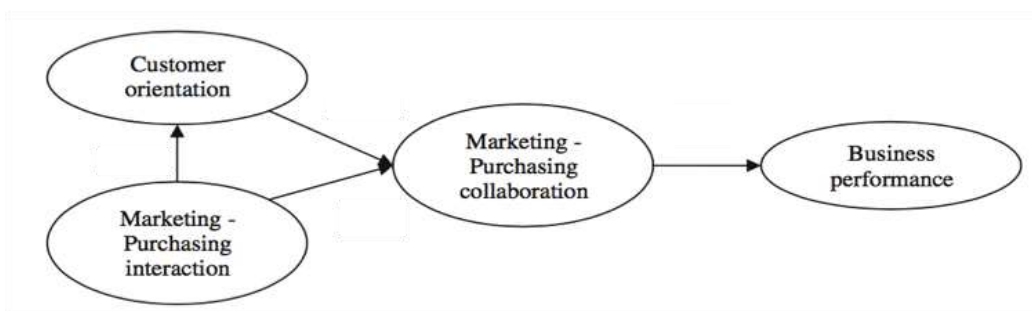 Customer
orientation
Marketing -
Purchasing
interaction
Marketing -
Purchasing
collaboration
Business
performance